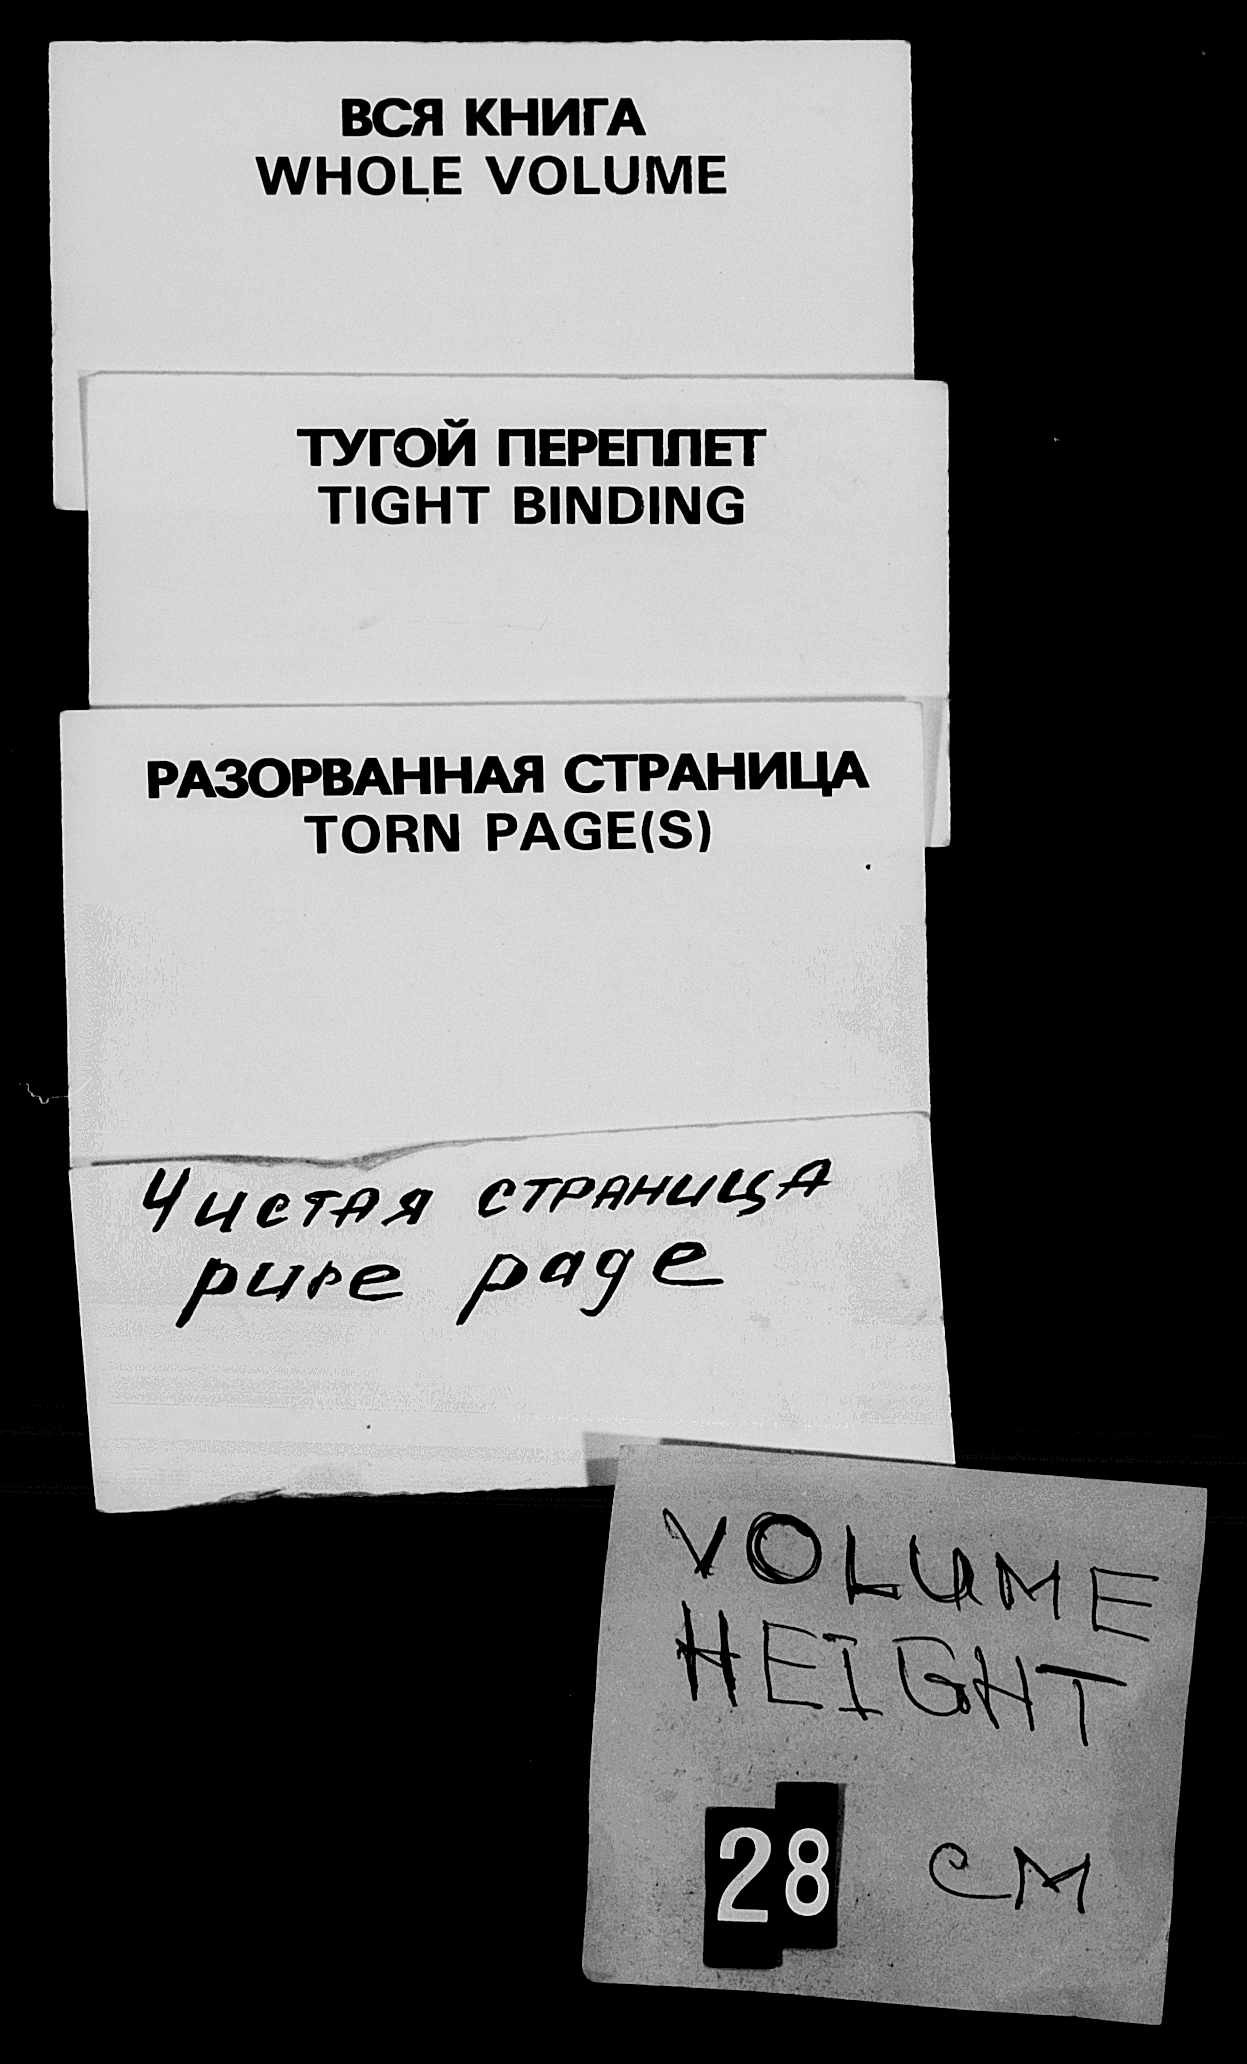 ВСЯ КНИГА
WHOLE VOLUME
ТУГОЙ ПЕРЕПЛЕТ
TIGHT BINDING
РАЗОРВАННАЯ СТРАНИЦА
TORN PAGE(S)
Чистая страница
pure page
VOLUME
HEIGHT
28 CM